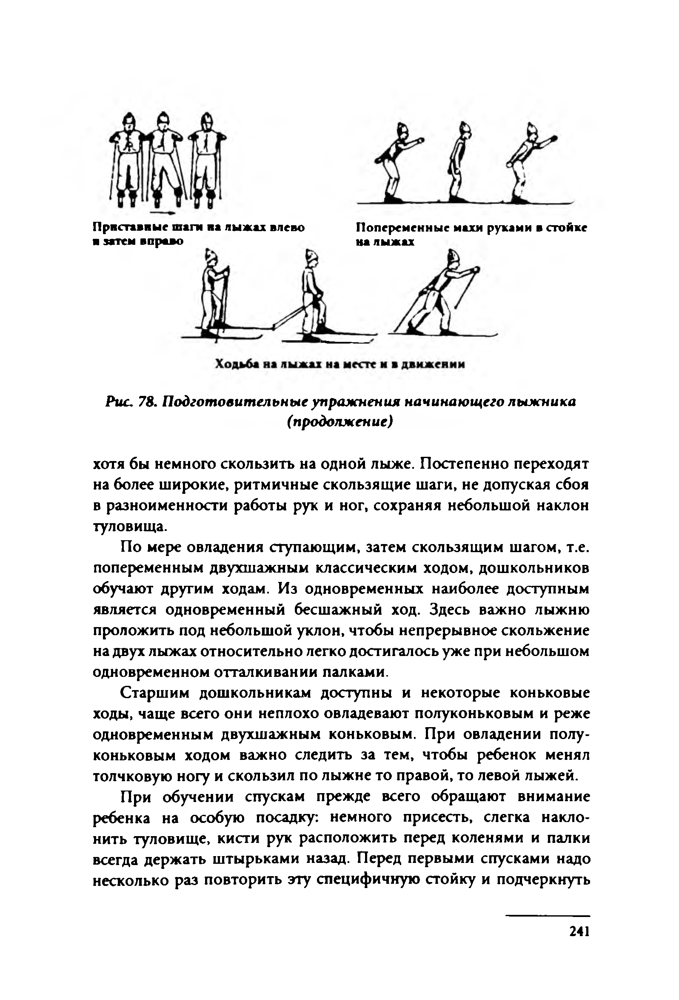 Приставные шаги на лыжах влево
и затем вправо
Попеременные махи руками в стойке
на лыжах
Ходьба на лыжах на месте и в движении
Рис. 78. Подготовительные упражнения начинающего лыжника
(продолжение)
хотя бы немного скользить на одной лыже. Постепенно переходят
на более широкие, ритмичные скользящие шаги, не допуская сбоя
в разноименности работы рук и ног, сохраняя небольшой наклон
туловища.
По мере овладения ступающим, затем скользящим шагом, т.е.
попеременным двухшажным классическим ходом, дошкольников
обучают другим ходам. Из одновременных наиболее доступным
является одновременный бесшажный ход. Здесь важно лыжню
проложить под небольшой уклон, чтобы непрерывное скольжение
на двух лыжах относительно легко достигалось уже при небольшом
одновременном отталкивании палками.
Старшим дошкольникам доступны и некоторые коньковые
ходы, чаще всего они неплохо овладевают полуконьковым и реже
одновременным двухшажным коньковым. При овладении полу-
коньковым ходом важно следить за тем, чтобы ребенок менял
толчковую ногу и скользил по лыжне то правой, то левой лыжей.
При обучении спускам прежде всего обращают внимание
ребенка на особую посадку: немного присесть, слегка накло-
нить туловище, кисти рук расположить перед коленями и палки
всегда держать штырьками назад. Перед первыми спусками надо
несколько раз повторить эту специфичную стойку и подчеркнуть
241